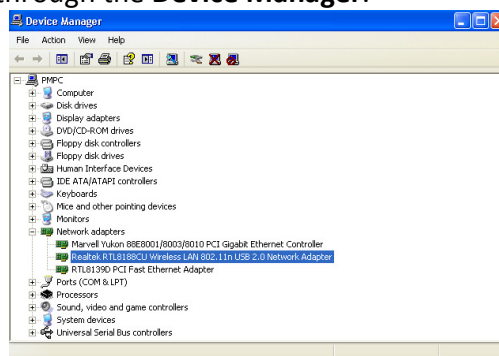 through the Device Manager:
Device Manager
File Action View Help
PMPC
Computer
Disk drives
Display adapters
DVD/CD-ROM drives
Floppy disk controllers
Floppy disk drives
Human Interface Devices
IDE ATA/ATAPI controllers
Keyboards
Mice and other pointing devices
Monitors
Network adapters
Marvell Yukon 88E8001/8003/8010 PCI Gigabit Ethernet Controller
Realtek RTL8188CU Wireless LAN 802.11n USB 2.0 Network Adapter
RTL8139D PCI Fast Ethernet Adapter
Ports (COM & LPT)
Processors
Sound, video and game controllers
System devices
Universal Serial Bus controllers